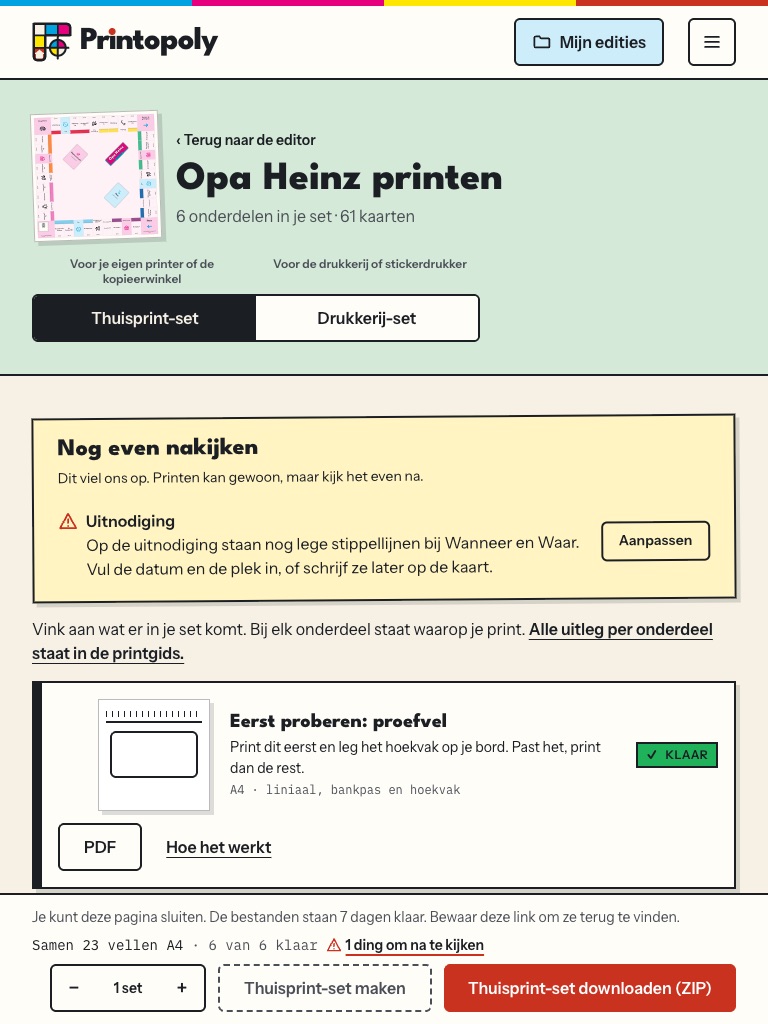 Printopoly
Mijn edities
‹ Terug naar de editor
Opa Heinz printen
6 onderdelen in je set · 61 kaarten
Voor je eigen printer of de
kopieerwinkel
Voor de drukkerij of stickerdrukker
Thuisprint-set
Drukkerij-set
Nog even nakijken
Dit viel ons op. Printen kan gewoon, maar kijk het even na.
Uitnodiging
Op de uitnodiging staan nog lege stippellijnen bij Wanneer en Waar.
Vul de datum en de plek in, of schrijf ze later op de kaart.
Aanpassen
Vink aan wat er in je set komt. Bij elk onderdeel staat waarop je print. Alle uitleg per onderdeel
staat in de printgids.
Eerst proberen: proefvel
Print dit eerst en leg het hoekvak op je bord. Past het, print
dan de rest.
A4 · liniaal, bankpas en hoekvak
✓ KLAAR
PDF
Hoe het werkt
Je kunt deze pagina sluiten. De bestanden staan 7 dagen klaar. Bewaar deze link om ze terug te vinden.
Samen 23 vellen A4 · 6 van 6 klaar 1 ding om na te kijken
− 1 set +
Thuisprint-set maken
Thuisprint-set downloaden (ZIP)